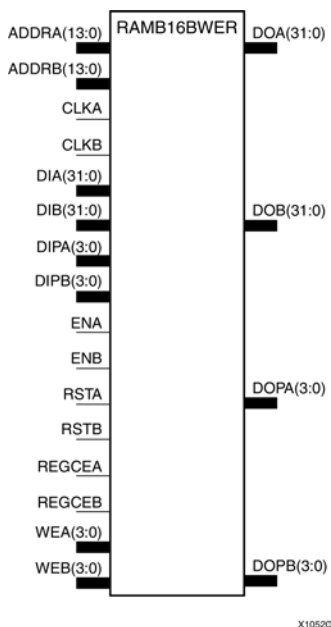 RAMB16BWER
ADDRA(13:0)
DOA(31:0)
ADDRB(13:0)
CLKA
CLKB
DIA(31:0)
DIB(31:0)
DOB(31:0)
DIPA(3:0)
DIPB(3:0)
ENA
ENB
RSTA
DOPA(3:0)
RSTB
REGCEA
REGCEB
WEA(3:0)
WEB(3:0)
DOPB(3:0)